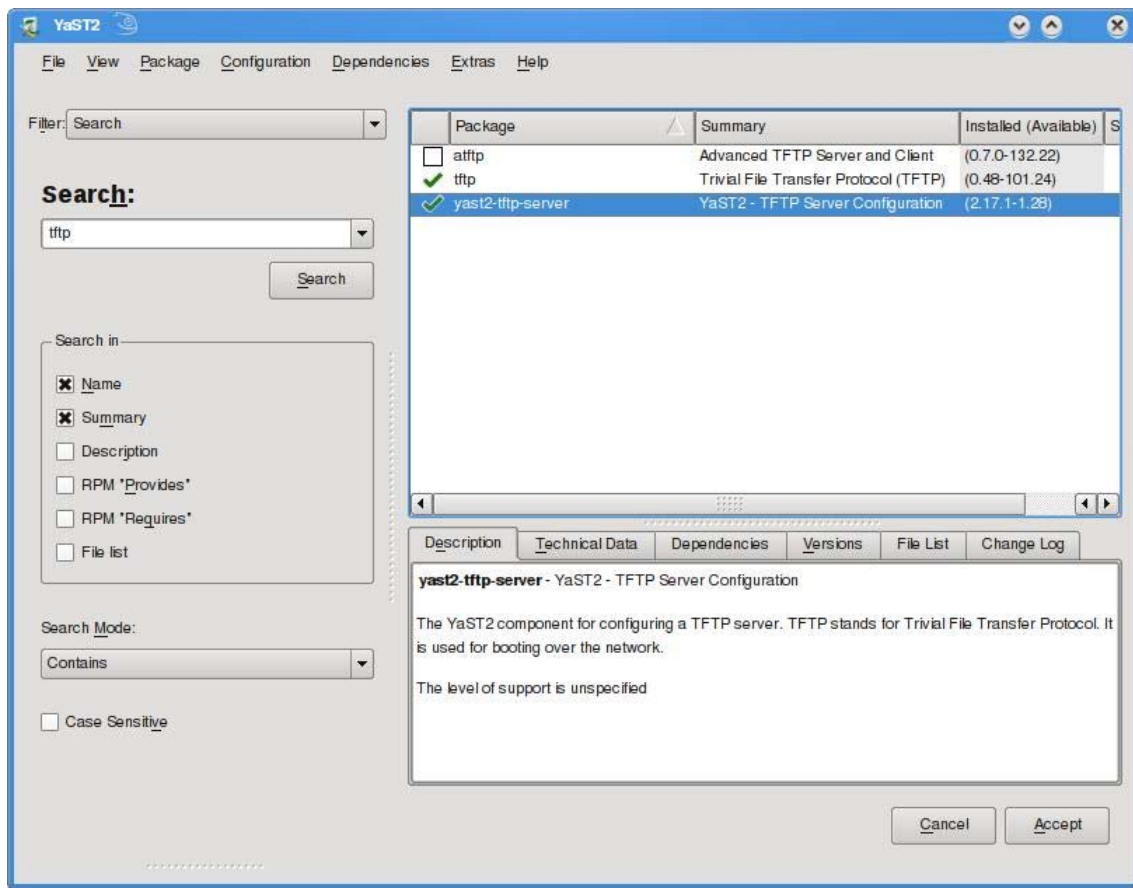 YaST2
File View Package Configuration Dependencies Extras Help
Filter: Search
Search:
tftp
Search
Search in
Name
Summary
Description
RPM "Provides"
RPM "Requires"
File list
Search Mode:
Contains
Case Sensitive
Package Summary Installed (Available) S
atftp Advanced TFTP Server and Client (0.7.0-132.22)
tftp Trivial File Transfer Protocol (TFTP) (0.48-101.24)
yast2-tftp-server YaST2 - TFTP Server Configuration (2.17.1-1.28)
Description Technical Data Dependencies Versions File List Change Log
yast2-tftp-server - YaST2 - TFTP Server Configuration
The YaST2 component for configuring a TFTP server. TFTP stands for Trivial File Transfer Protocol. It
is used for booting over the network.
The level of support is unspecified
Cancel Accept